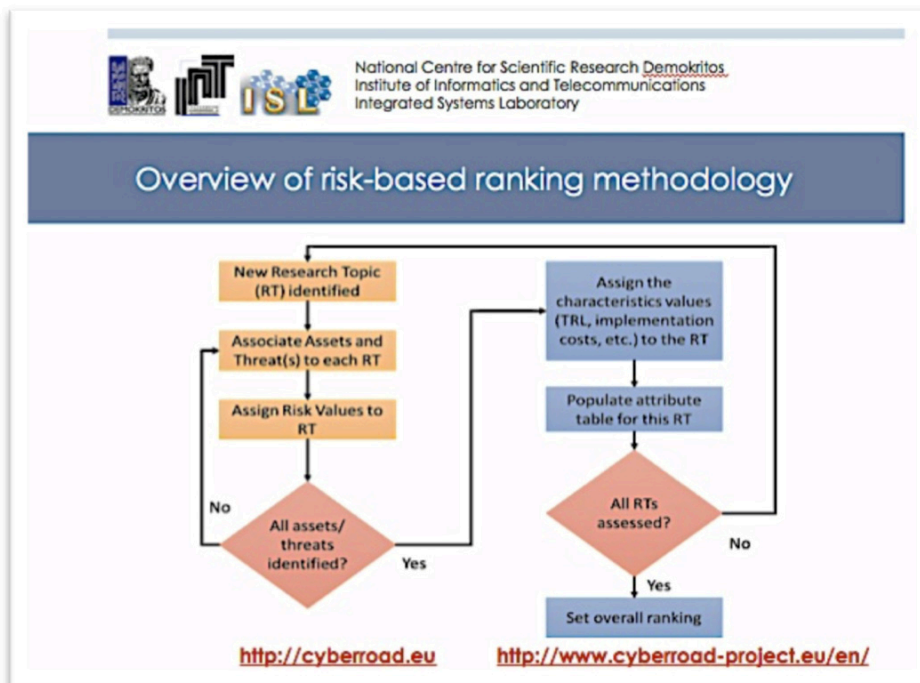 DEMOKRITOS
ISL
National Centre for Scientific Research Demokritos
Institute of Informatics and Telecommunications
Integrated Systems Laboratory
Overview of risk-based ranking methodology
New Research Topic
(RT) identified
Associate Assets and
Threat(s) to each RT
Assign Risk Values to
RT
No
All assets/
threats
identified?
Yes
Assign the
characteristics values
(TRL, implementation
costs, etc.) to the RT
Populate attribute
table for this RT
All RTs
assessed?
No
Yes
Set overall ranking
http://cyberroad.eu
http://www.cyberroad-project.eu/en/